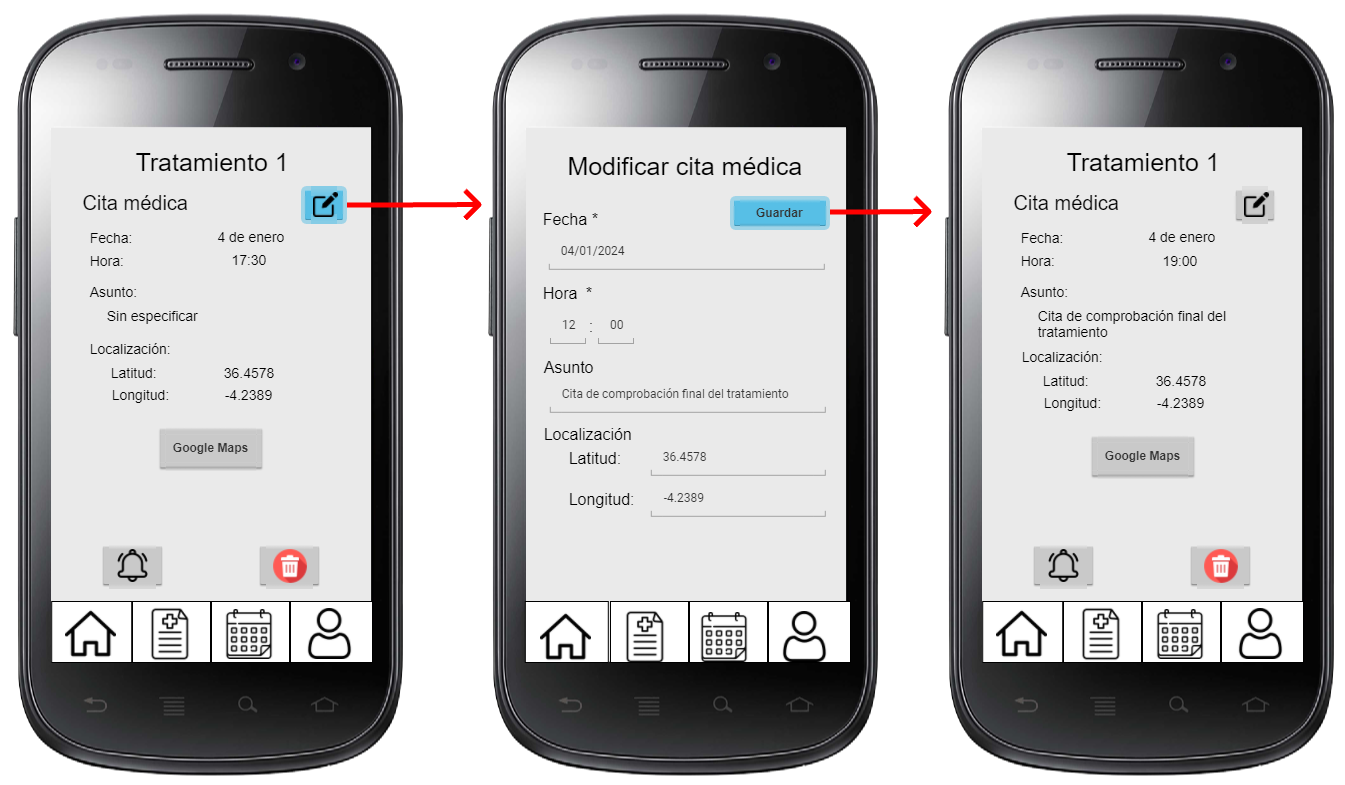 Tratamiento 1
Cita médica
Fecha: 4 de enero
Hora: 17:30
Asunto:
Sin especificar
Localización:
Latitud: 36.4578
Longitud: -4.2389
Google Maps
Modificar cita médica
Guardar
Fecha *
04/01/2024
Hora *
12 : 00
Asunto
Cita de comprobación final del tratamiento
Localización
Latitud: 36.4578
Longitud: -4.2389
Tratamiento 1
Cita médica
Fecha: 4 de enero
Hora: 19:00
Asunto:
Cita de comprobación final del
tratamiento
Localización:
Latitud: 36.4578
Longitud: -4.2389
Google Maps